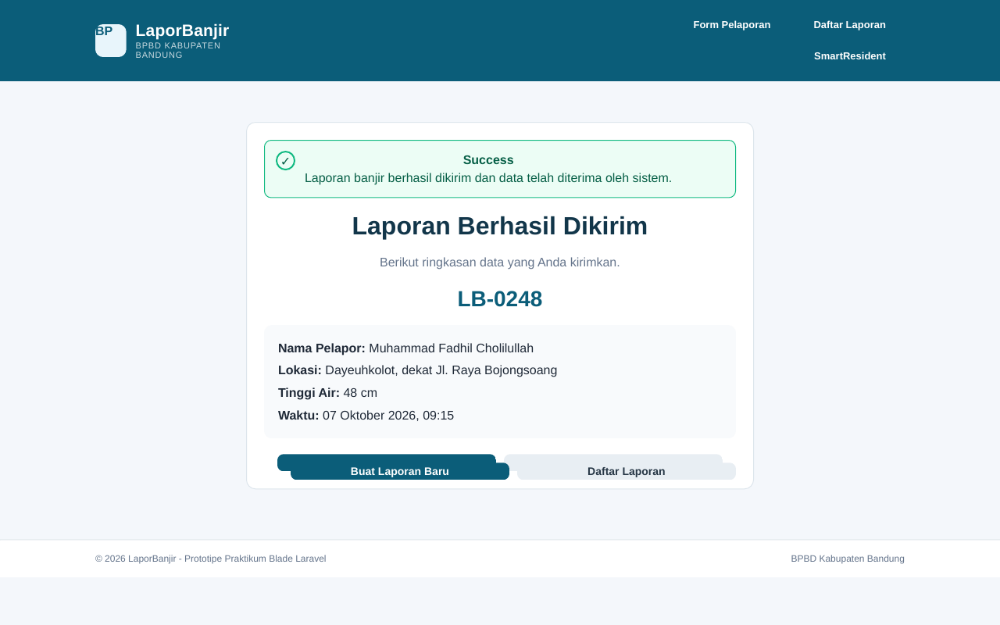 BP
LaporBanjir
BPBD KABUPATEN
BANDUNG
Form Pelaporan
Daftar Laporan
SmartResident
✓
Success
Laporan banjir berhasil dikirim dan data telah diterima oleh sistem.
Laporan Berhasil Dikirim
Berikut ringkasan data yang Anda kirimkan.
LB-0248
Nama Pelapor: Muhammad Fadhil Cholilullah
Lokasi: Dayeuhkolot, dekat Jl. Raya Bojongsoang
Tinggi Air: 48 cm
Waktu: 07 Oktober 2026, 09:15
Buat Laporan Baru
Daftar Laporan
© 2026 LaporBanjir - Prototipe Praktikum Blade Laravel
BPBD Kabupaten Bandung